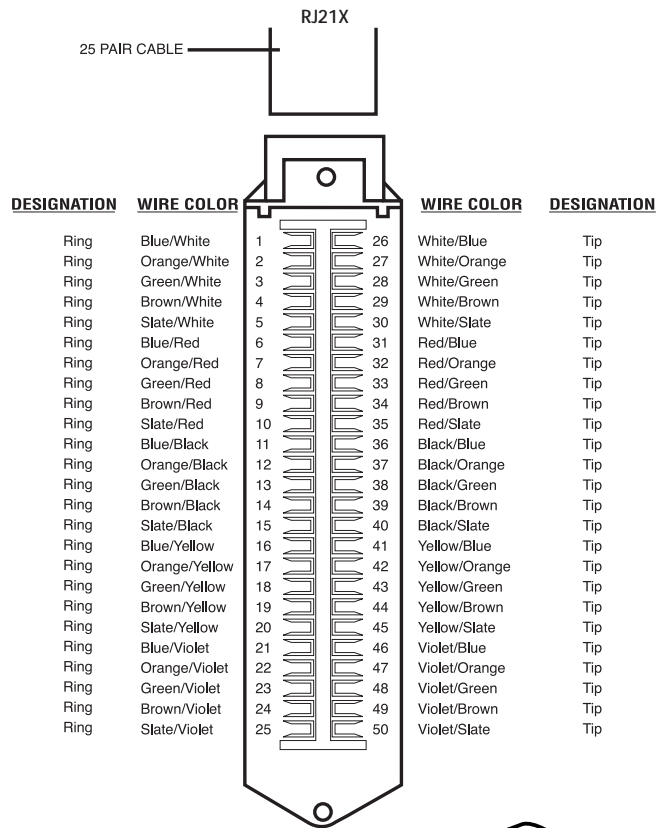 RJ21X
25 PAIR CABLE
DESIGNATION WIRE COLOR WIRE COLOR DESIGNATION
Ring Blue/White 1 26 White/Blue Tip
Ring Orange/White 2 27 White/Orange Tip
Ring Green/White 3 28 White/Green Tip
Ring Brown/White 4 29 White/Brown Tip
Ring Slate/White 5 30 White/Slate Tip
Ring Blue/Red 6 31 Red/Blue Tip
Ring Orange/Red 7 32 Red/Orange Tip
Ring Green/Red 8 33 Red/Green Tip
Ring Brown/Red 9 34 Red/Brown Tip
Ring Slate/Red 10 35 Red/Slate Tip
Ring Blue/Black 11 36 Black/Blue Tip
Ring Orange/Black 12 37 Black/Orange Tip
Ring Green/Black 13 38 Black/Green Tip
Ring Brown/Black 14 39 Black/Brown Tip
Ring Slate/Black 15 40 Black/Slate Tip
Ring Blue/Yellow 16 41 Yellow/Blue Tip
Ring Orange/Yellow 17 42 Yellow/Orange Tip
Ring Green/Yellow 18 43 Yellow/Green Tip
Ring Brown/Yellow 19 44 Yellow/Brown Tip
Ring Slate/Yellow 20 45 Yellow/Slate Tip
Ring Blue/Violet 21 46 Violet/Blue Tip
Ring Orange/Violet 22 47 Violet/Orange Tip
Ring Green/Violet 23 48 Violet/Green Tip
Ring Brown/Violet 24 49 Violet/Brown Tip
Ring Slate/Violet 25 50 Violet/Slate Tip